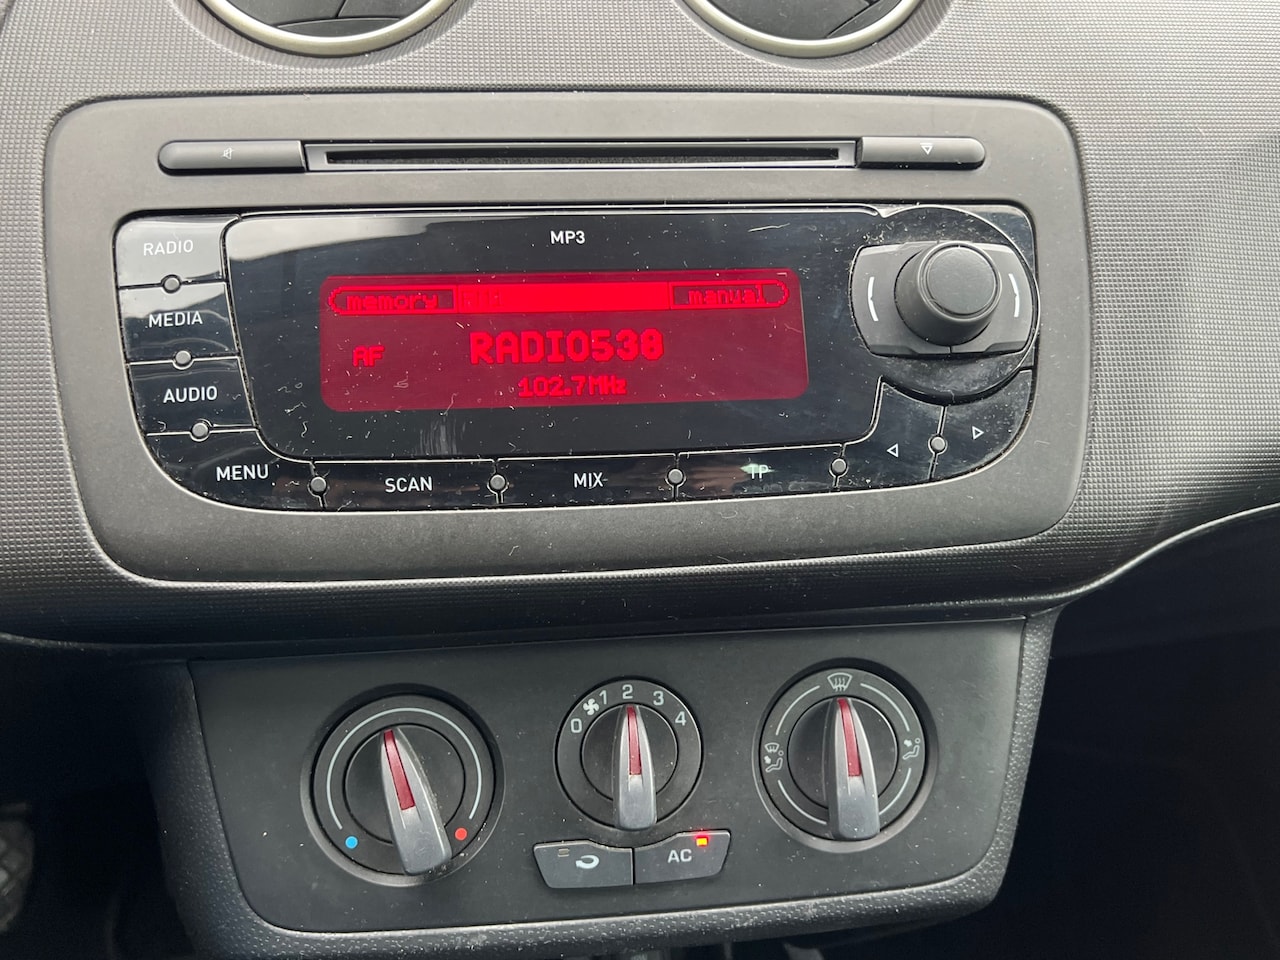 MP3
RADIO
MEDIA
AUDIO
MENU
SCAN
MIX
TP
memory
manual
AF
RADIO538
102.7MHz
0 1 2 3 4
AC